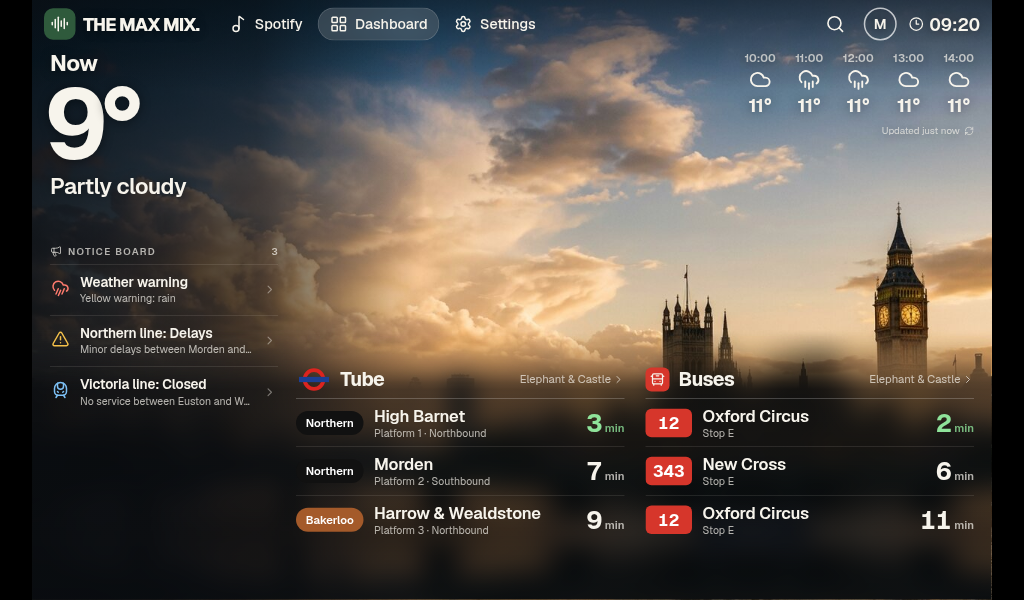 THE MAX MIX.
Spotify
Dashboard
Settings
M
09:20
Now
9°
Partly cloudy
10:00 11:00 12:00 13:00 14:00
11° 11° 11° 11° 11°
Updated just now
NOTICE BOARD 3
Weather warning
Yellow warning: rain
Northern line: Delays
Minor delays between Morden and...
Victoria line: Closed
No service between Euston and W...
Tube
Elephant & Castle
Northern High Barnet 3 min
Platform 1 · Northbound
Northern Morden 7 min
Platform 2 · Southbound
Bakerloo Harrow & Wealdstone 9 min
Platform 3 · Northbound
Buses
Elephant & Castle
12 Oxford Circus 2 min
Stop E
343 New Cross 6 min
Stop E
12 Oxford Circus 11 min
Stop E